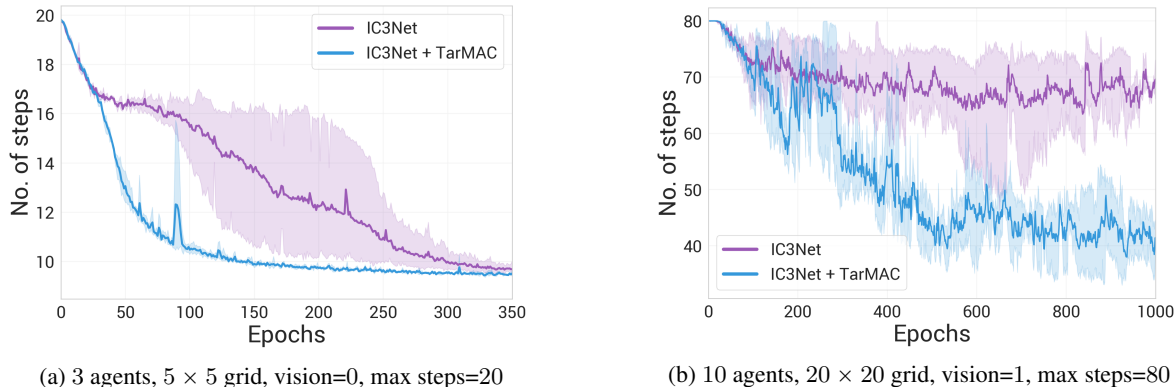 20
18
16
14
12
10
No. of steps
IC3Net
IC3Net + TarMAC
0 50 100 150 200 250 300 350
Epochs
(a) 3 agents, 5 × 5 grid, vision=0, max steps=20
80
70
60
50
40
No. of steps
IC3Net
IC3Net + TarMAC
0 200 400 600 800 1000
Epochs
(b) 10 agents, 20 × 20 grid, vision=1, max steps=80